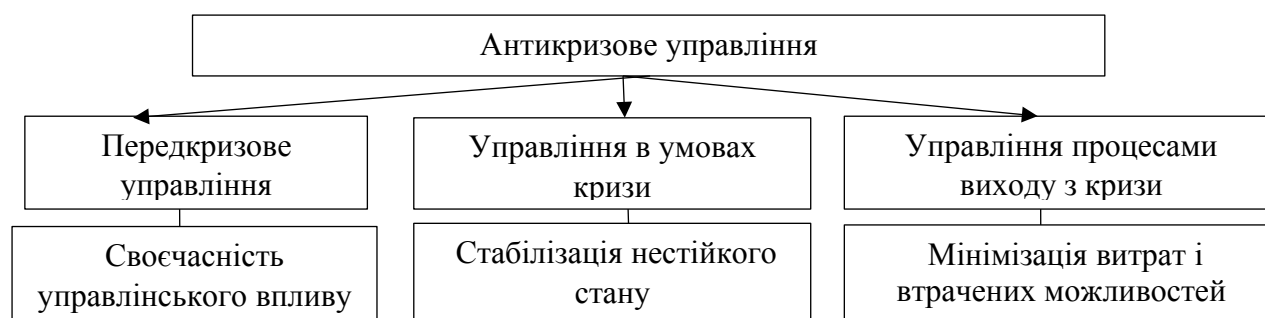 Антикризове управління
Передкризове
управління
Управління в умовах
кризи
Управління процесами
виходу з кризи
Своєчасність
управлінського впливу
Стабілізація нестійкого
стану
Мінімізація витрат і
втрачених можливостей